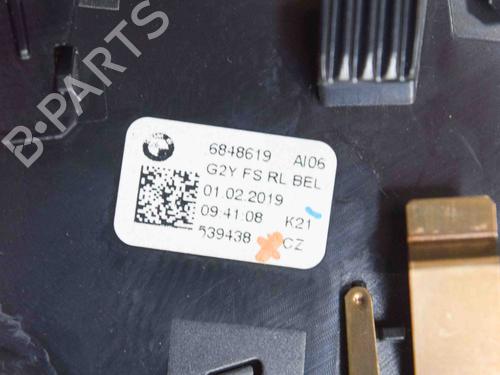 B-PARTS
6848619 AI06
G2Y FS RL BEL
01.02.2019
09:41:08 K21
539438 CZ